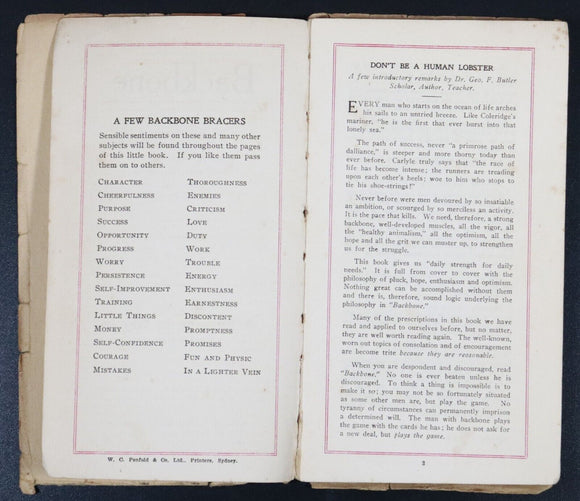 A FEW BACKBONE BRACERS
Sensible sentiments on these and many other
subjects will be found throughout the pages
of this little book. If you like them pass
them on to others.
CHARACTER THOROUGHNESS
CHEERFULNESS ENEMIES
PURPOSE CRITICISM
SUCCESS LOVE
OPPORTUNITY DUTY
PROGRESS WORK
WORRY TROUBLE
PERSISTENCE ENERGY
SELF-IMPROVEMENT ENTHUSIASM
TRAINING EARNESTNESS
LITTLE THINGS DISCONTENT
MONEY PROMPTNESS
SELF-CONFIDENCE PROMISES
COURAGE FUN AND PHYSIC
MISTAKES IN A LIGHTER VEIN
W. C. Penfold & Co. Ltd., Printers, Sydney.
DON'T BE A HUMAN LOBSTER
A few introductory remarks by Dr. Geo. F. Butler
Scholar, Author, Teacher.
EVERY man who starts on the ocean of life arches
his sails to an untried breeze. Like Coleridge's
mariner, "he is the first that ever burst into that
lonely sea."
The path of success, never "a primrose path of
dalliance," is steeper and more thorny today than
ever before. Carlyle truly says that "the race of
life has become intense; the runners are treading
upon each other's heels; woe to him who stops to
tie his shoe-strings!"
Never before were men devoured by so insatiable
an ambition, or scourged by so merciless an activity.
It is the pace that kills. We need, therefore, a strong
backbone, well-developed muscles, all the vigor, all
the "healthy animalism," all the optimism, all the
hope and all the grit we can muster up, to strengthen
us for the struggle.
This book gives us "daily strength for daily
needs." It is full from cover to cover with the
philosophy of pluck, hope, enthusiasm and optimism.
Nothing great can be accomplished without them
and there is, therefore, sound logic underlying the
philosophy in "Backbone."
Many of the prescriptions in this book we have
read and applied to ourselves before, but no matter,
they are well worth reading again. The well-known,
worn out topics of consolation and of encouragement
are become trite because they are reasonable.
When you are despondent and discouraged, read
"Backbone." No one is ever beaten unless he is
discouraged. To think a thing is impossible is to
make it so; you may not be so fortunately situated
as some other men are, but play the game. No
tyranny of circumstances can permanently imprison
a determined will. The man with backbone plays
the game with the cards he has; he does not ask for
a new deal, but plays the game.
3